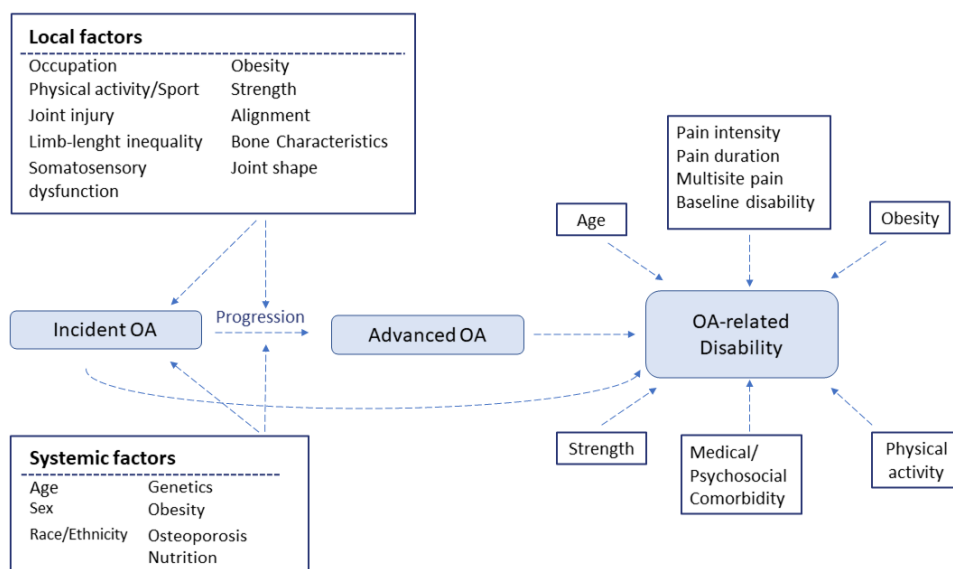 Local factors
Occupation
Physical activity/Sport
Joint injury
Limb-lenght inequality
Somatosensory
dysfunction
Obesity
Strength
Alignment
Bone Characteristics
Joint shape
Pain intensity
Pain duration
Multisite pain
Baseline disability
Age
Obesity
Incident OA
Progression
Advanced OA
OA-related
Disability
Strength
Medical/
Psychosocial
Comorbidity
Physical
activity
Systemic factors
Age
Sex
Race/Ethnicity
Genetics
Obesity
Osteoporosis
Nutrition